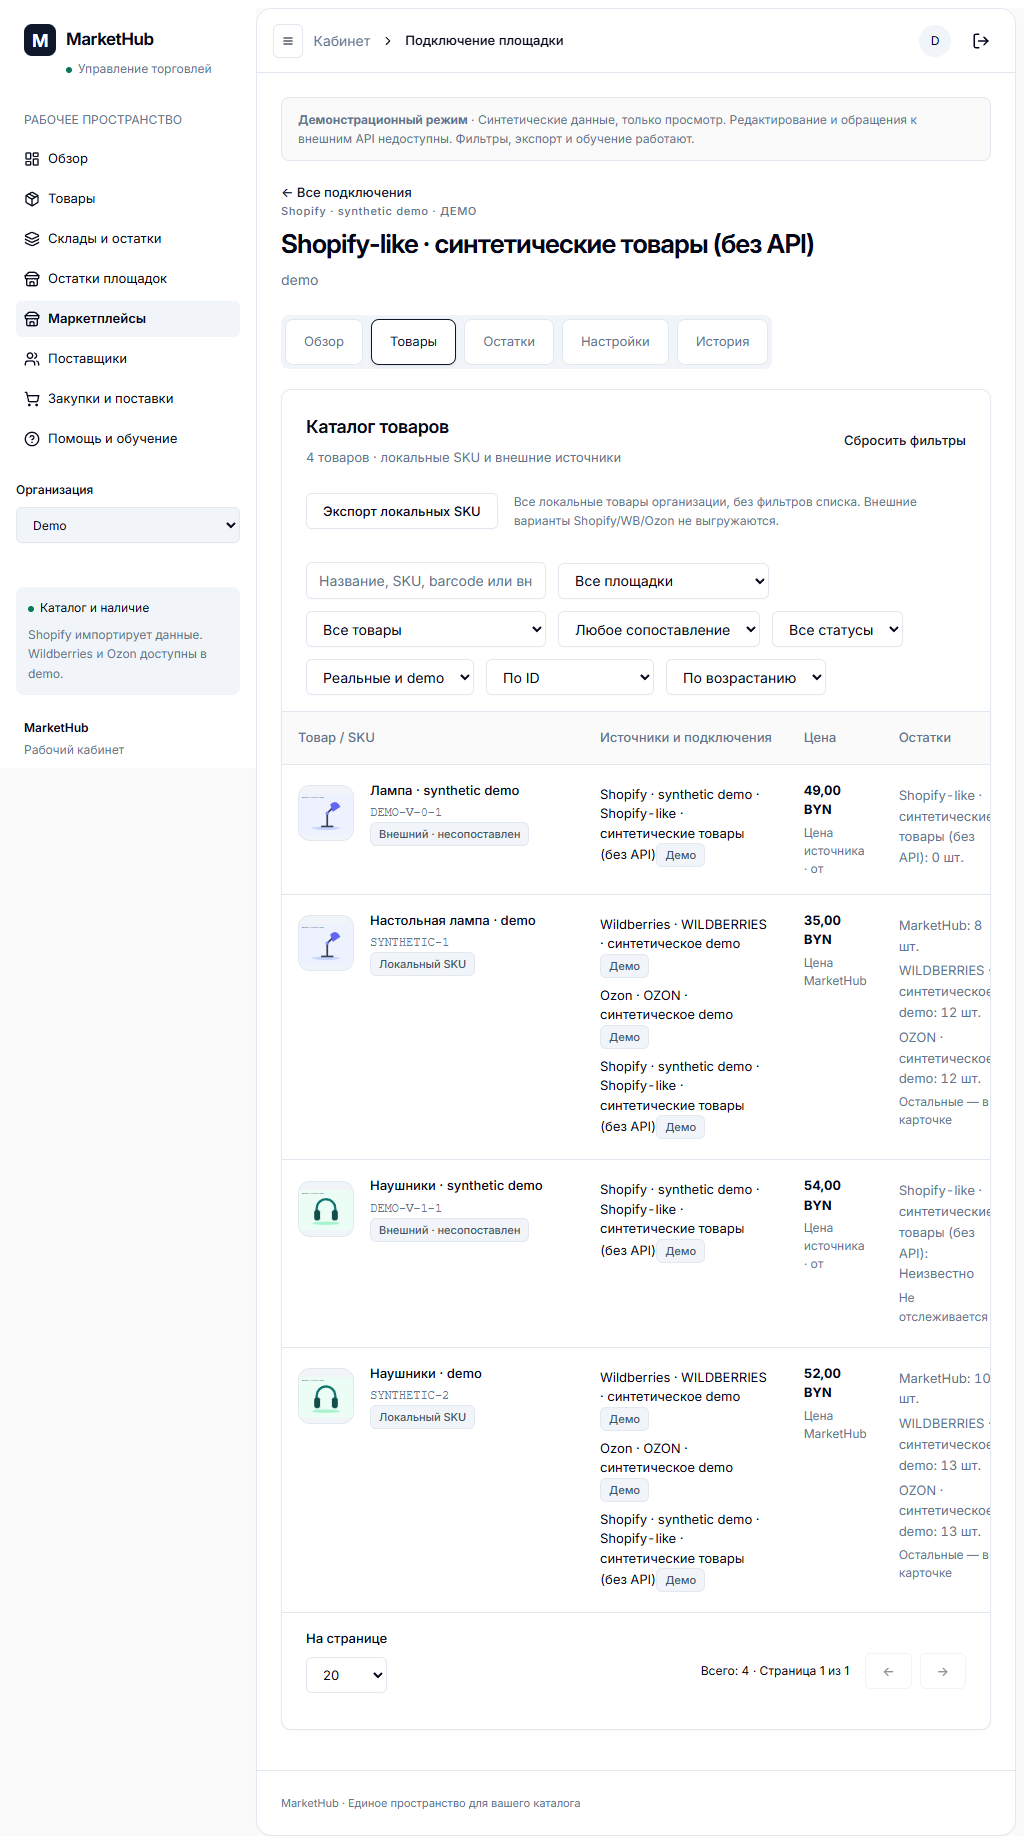 M MarketHub
Управление торговлей
РАБОЧЕЕ ПРОСТРАНСТВО
Обзор
Товары
Склады и остатки
Остатки площадок
Маркетплейсы
Поставщики
Закупки и поставки
Помощь и обучение
Организация
Demo
Каталог и наличие
Shopify импортирует данные.
Wildberries и Ozon доступны в
demo.
MarketHub
Рабочий кабинет
Кабинет > Подключение площадки
D
Демонстрационный режим · Синтетические данные, только просмотр. Редактирование и обращения к
внешним API недоступны. Фильтры, экспорт и обучение работают.
← Все подключения
Shopify · synthetic demo · ДЕМО
Shopify-like · синтетические товары (без API)
demo
Обзор Товары Остатки Настройки История
Каталог товаров
4 товаров · локальные SKU и внешние источники
Сбросить фильтры
Экспорт локальных SKU
Все локальные товары организации, без фильтров списка. Внешние
варианты Shopify/WB/Ozon не выгружаются.
Название, SKU, barcode или вн Все площадки
Все товары Любое сопоставление Все статусы
Реальные и demo По ID По возрастанию
Товар / SKU Источники и подключения Цена Остатки
Лампа · synthetic demo
DEMO-V-0-1
Внешний · несопоставлен
Shopify · synthetic demo ·
Shopify-like ·
синтетические товары
(без API) Демо
49,00
BYN
Цена
источника
· от
Shopify-like ·
синтетические
товары (без
API): 0 шт.
Настольная лампа · demo
SYNTHETIC-1
Локальный SKU
Wildberries · WILDBERRIES
· синтетическое demo
Демо
Ozon · OZON ·
синтетическое demo
Демо
Shopify · synthetic demo ·
Shopify-like ·
синтетические товары
(без API) Демо
35,00
BYN
Цена
MarketHub
MarketHub: 8
шт.
WILDBERRIES ·
синтетическое
demo: 12 шт.
OZON ·
синтетическое
demo: 12 шт.
Остальные — в
карточке
Наушники · synthetic demo
DEMO-V-1-1
Внешний · несопоставлен
Shopify · synthetic demo ·
Shopify-like ·
синтетические товары
(без API) Демо
54,00
BYN
Цена
источника
· от
Shopify-like ·
синтетические
товары (без
API):
Неизвестно
Не
отслеживается
Наушники · demo
SYNTHETIC-2
Локальный SKU
Wildberries · WILDBERRIES
· синтетическое demo
Демо
Ozon · OZON ·
синтетическое demo
Демо
Shopify · synthetic demo ·
Shopify-like ·
синтетические товары
(без API) Демо
52,00
BYN
Цена
MarketHub
MarketHub: 10
шт.
WILDBERRIES ·
синтетическое
demo: 13 шт.
OZON ·
синтетическое
demo: 13 шт.
Остальные — в
карточке
На странице
20
Всего: 4 · Страница 1 из 1 ← →
MarketHub · Единое пространство для вашего каталога